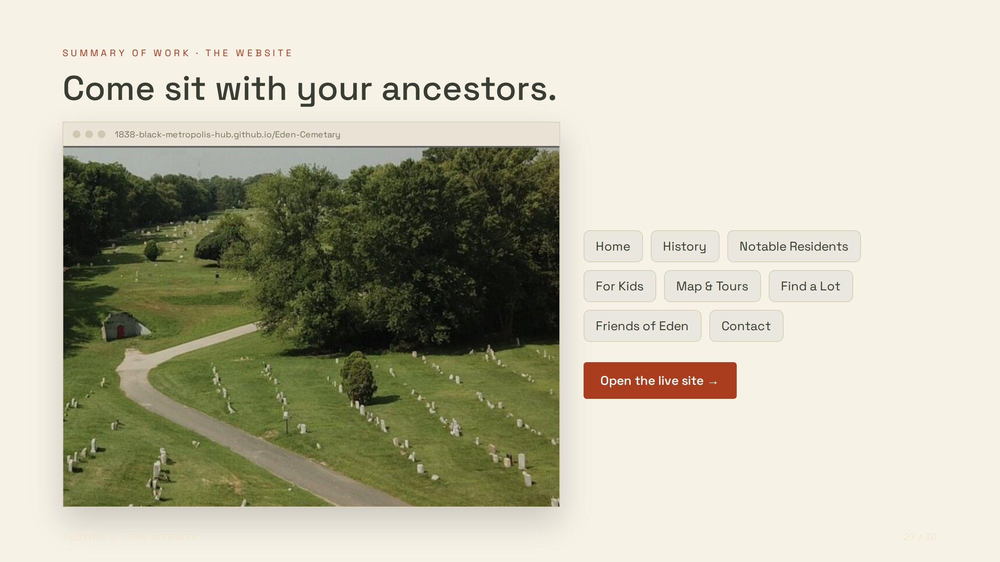 SUMMARY OF WORK · THE WEBSITE
Come sit with your ancestors.
1838-black-metropolis-hub.github.io/Eden-Cemetary
Home
History
Notable Residents
For Kids
Map & Tours
Find a Lot
Friends of Eden
Contact
Open the live site →
SECTION 3 · THE WEBSITE
27 / 30